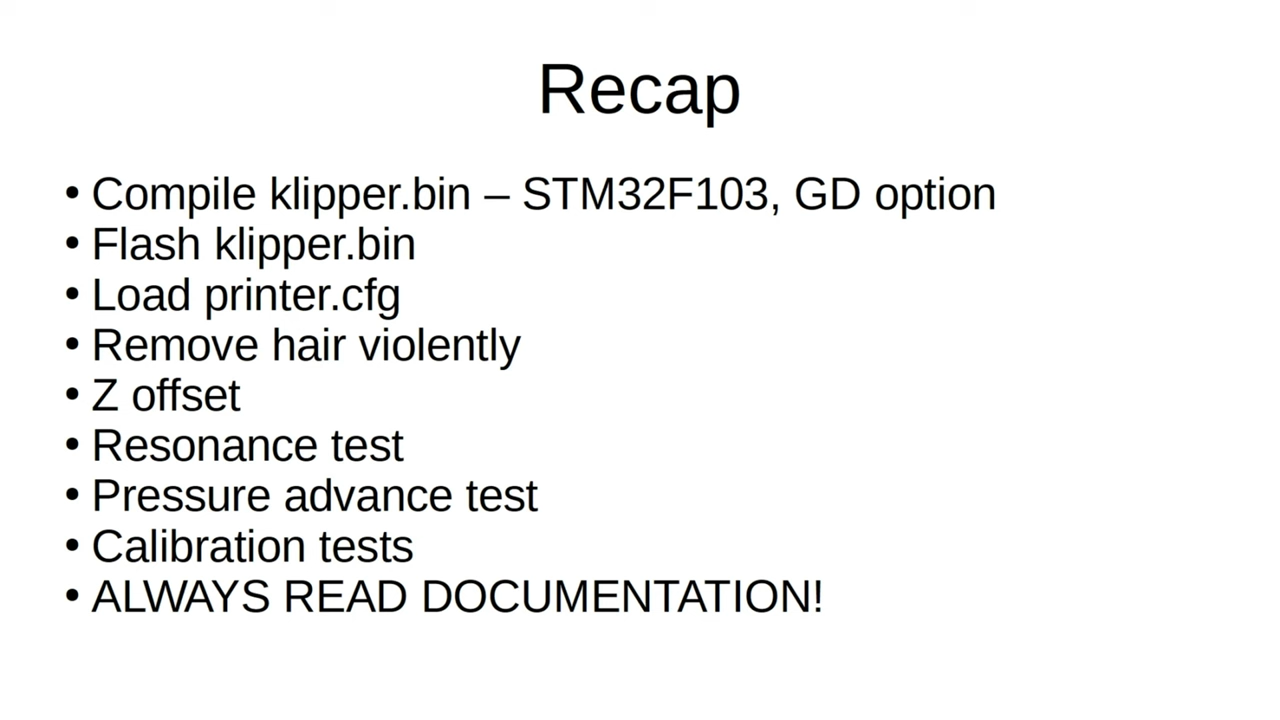 Recap
• Compile klipper.bin – STM32F103, GD option
• Flash klipper.bin
• Load printer.cfg
• Remove hair violently
• Z offset
• Resonance test
• Pressure advance test
• Calibration tests
• ALWAYS READ DOCUMENTATION!